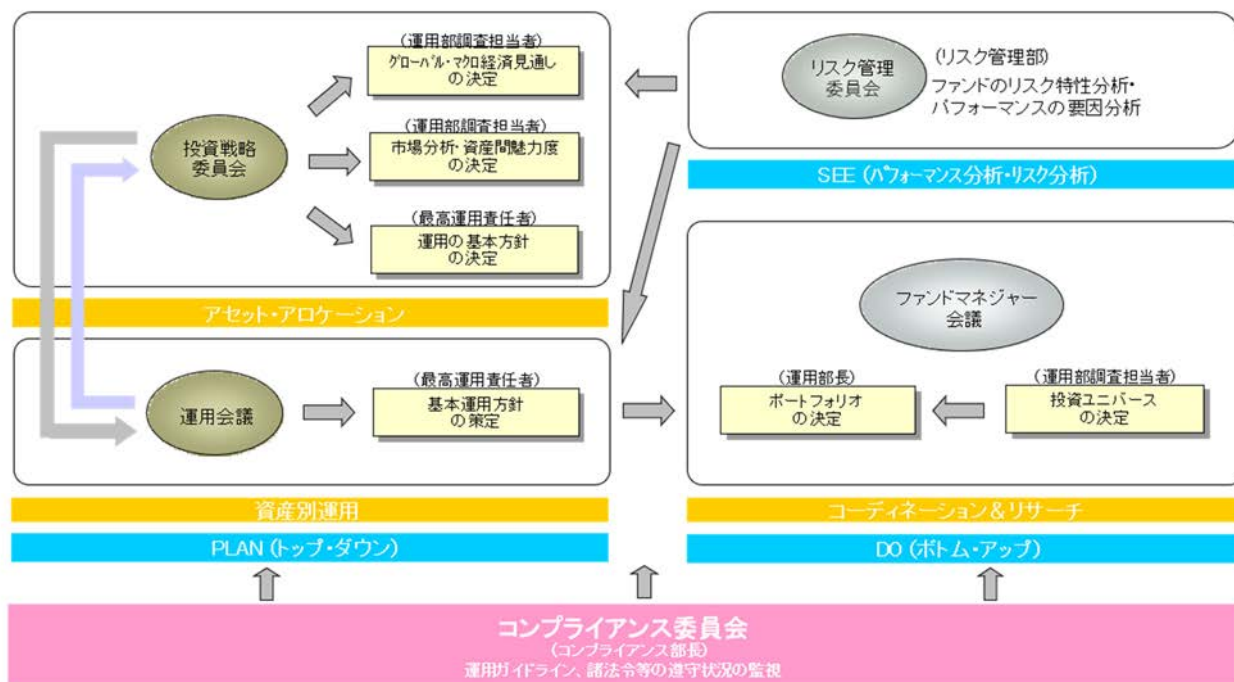 (運用部調査担当者)
グローバル・マクロ経済見通し
の決定
投資戦略
委員会
(運用部調査担当者)
市場分析・資産間魅力度
の決定
(最高運用責任者)
運用の基本方針
の決定
アセット・アロケーション
運用会議
(最高運用責任者)
基本運用方針
の策定
資産別運用
PLAN (トップ・ダウン)
リスク管理
委員会
(リスク管理部)
ファンドのリスク特性分析・
パフォーマンスの要因分析
SEE (パフォーマンス分析・リスク分析)
ファンドマネジャー
会議
(運用部長)
ポートフォリオ
の決定
(運用部調査担当者)
投資ユニバース
の決定
コーディネーション&リサーチ
DO (ボトム・アップ)
コンプライアンス委員会
(コンプライアンス部長)
運用ガイドライン、諸法令等の遵守状況の監視